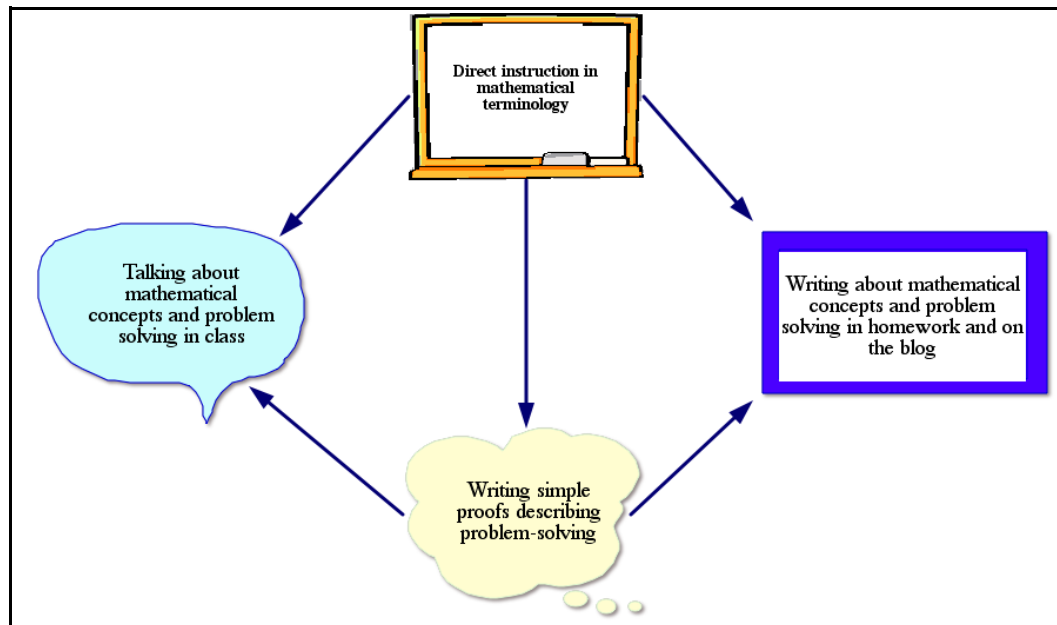 Direct instruction in
mathematical
terminology
Talking about
mathematical
concepts and problem
solving in class
Writing about mathematical
concepts and problem
solving in homework and on
the blog
Writing simple
proofs describing
problem-solving